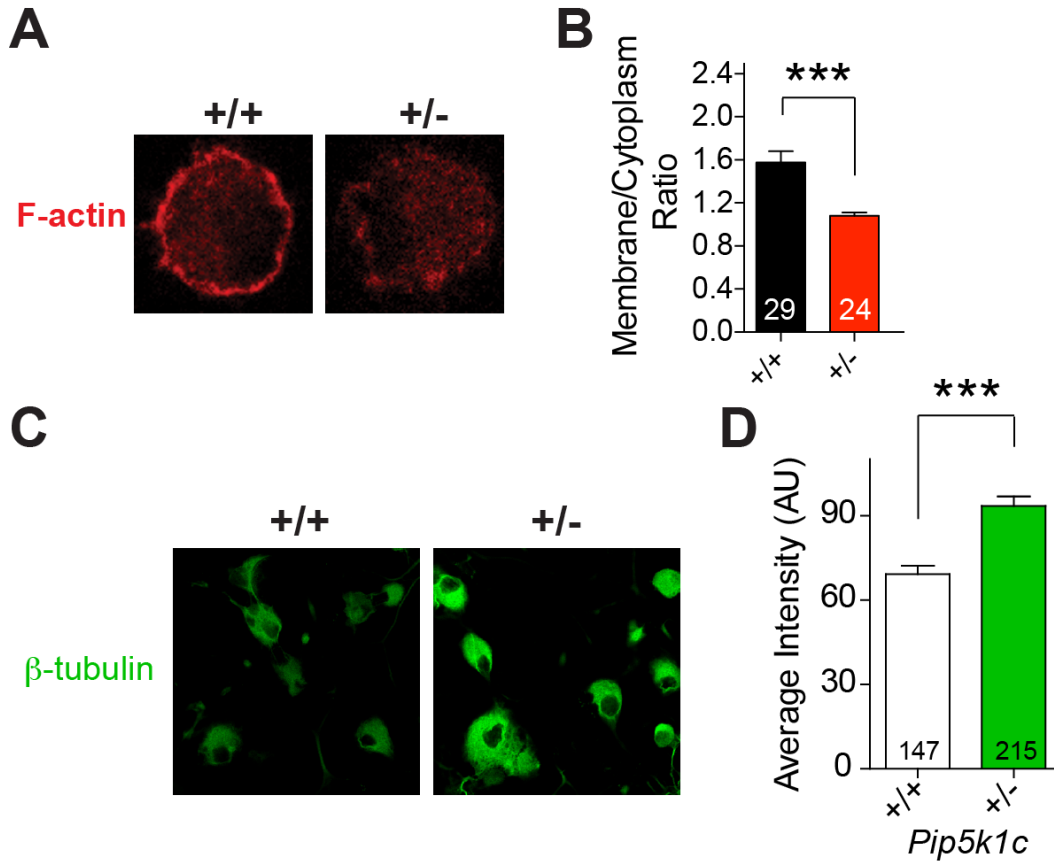 A
+/+
+/-
F-actin
B
Membrane/Cytoplasm
Ratio
2.4
2.0
1.6
1.2
0.8
0.4
0.0
***
29
24
+/+
+/-
C
+/+
+/-
β-tubulin
D
Average Intensity (AU)
90
60
30
0
***
147
215
+/+
+/-
Pip5k1c